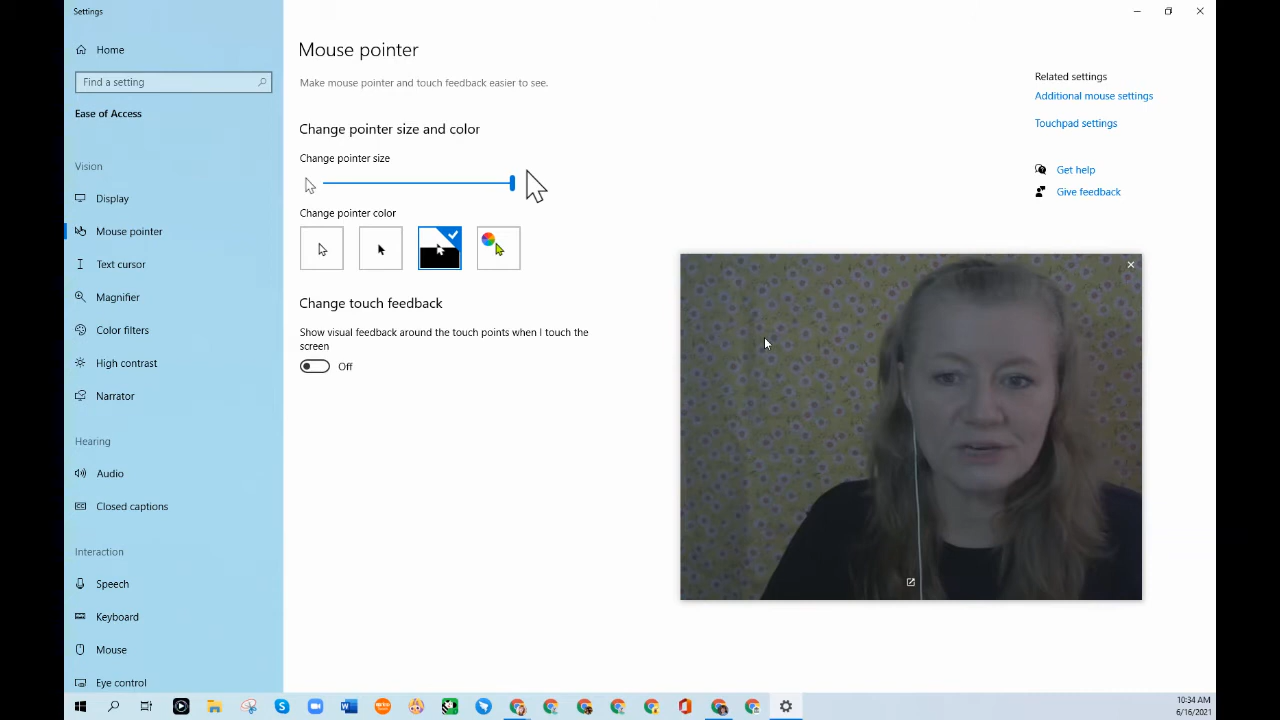 Settings
Home
Find a setting
Ease of Access
Vision
Display
Mouse pointer
Text cursor
Magnifier
Color filters
High contrast
Narrator
Hearing
Audio
Closed captions
Interaction
Speech
Keyboard
Mouse
Eye control
Mouse pointer
Make mouse pointer and touch feedback easier to see.
Change pointer size and color
Change pointer size
Change pointer color
Change touch feedback
Show visual feedback around the touch points when I touch the
screen
Off
Related settings
Additional mouse settings
Touchpad settings
Get help
Give feedback
10:34 AM
6/16/2021